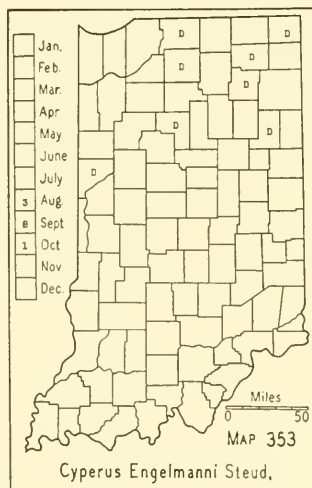 Jan.
Feb.
Mar.
Apr
May
June
July
3 Aug.
8 Sept
1 Oct
Nov
Dec.
D
D
D
D
D
D
D
D
Miles
0 50
MAP 353
Cyperus Engelmanni Steud.